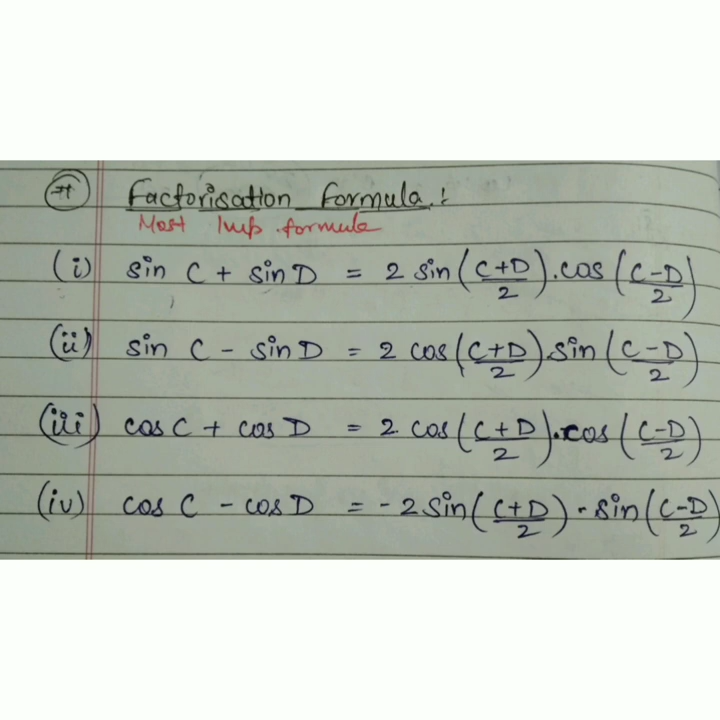 # Factorisation Formula :
Most Imp. formula
(i) sin C + sin D = 2 sin(C+D/2).cos(C-D/2)
(ii) sin C - sin D = 2 cos(C+D/2).sin(C-D/2)
(iii) cos C + cos D = 2. cos(C+D/2).cos(C-D/2)
(iv) cos C - cos D = -2 sin(C+D/2) - sin(C-D/2)